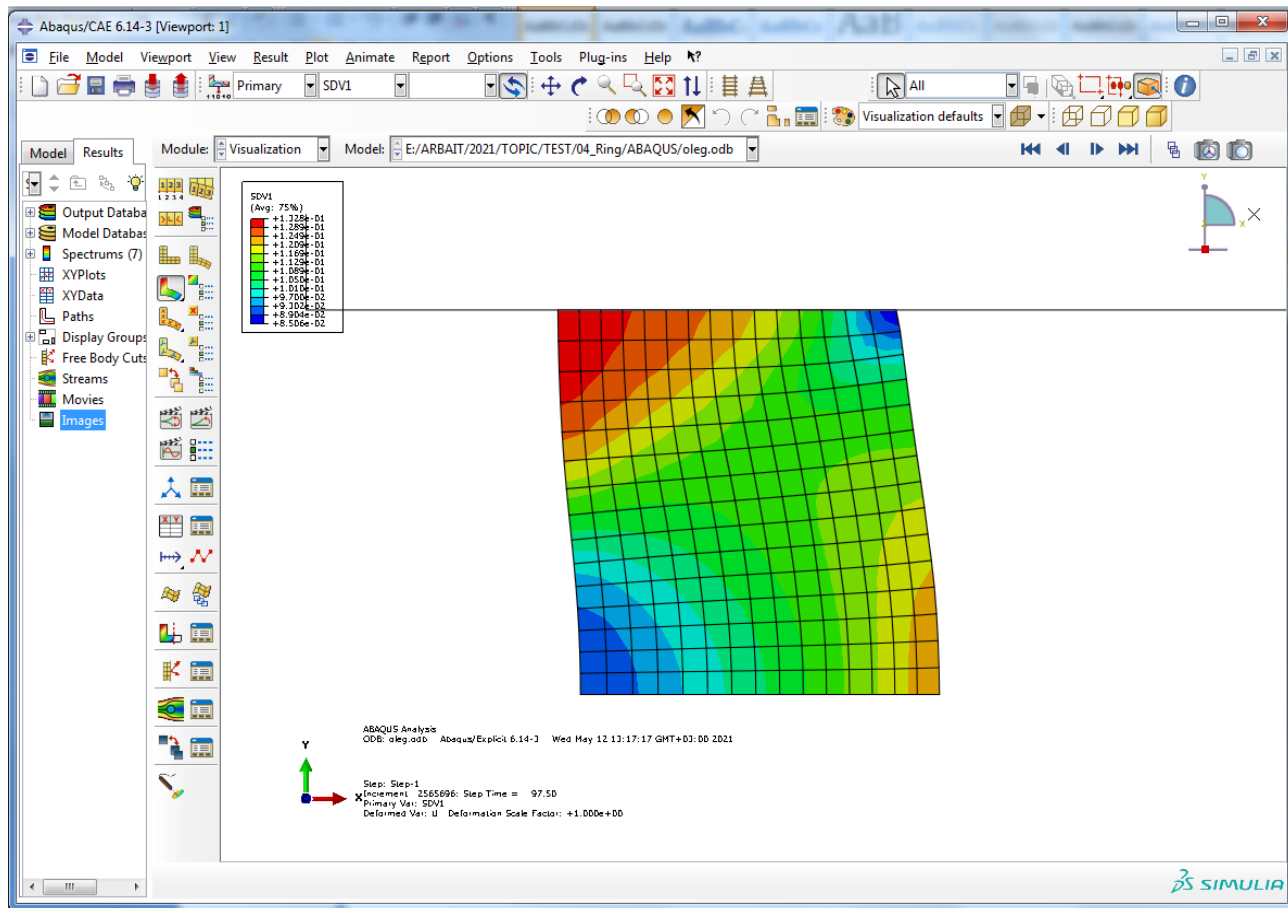 Abaqus/CAE 6.14-3 [Viewport: 1]
File Model Viewport View Result Plot Animate Report Options Tools Plug-ins Help
Primary SDV1 All
Visualization defaults
Model Results Module: Visualization Model: E:/ARBAIT/2021/TOPIC/TEST/04_Ring/ABAQUS/oleg.odb
Output Databa
Model Databas
Spectrums (7)
XYPlots
XYData
Paths
Display Groups
Free Body Cuts
Streams
Movies
Images
SDV1
(Avg: 75%)
+1.328e-01
+1.289e-01
+1.249e-01
+1.209e-01
+1.169e-01
+1.129e-01
+1.089e-01
+1.050e-01
+1.010e-01
+9.700e-02
+9.302e-02
+8.904e-02
+8.506e-02
Y
X
Y
X
ABAQUS Analysis
ODB: oleg.odb Abaqus/Explicit 6.14-3 Wed May 12 13:17:17 GMT+03:00 2021
Step: Step-1
Increment 2565696: Step Time = 97.50
Primary Var: SDV1
Deformed Var: U Deformation Scale Factor: +1.000e+00
SIMULIA